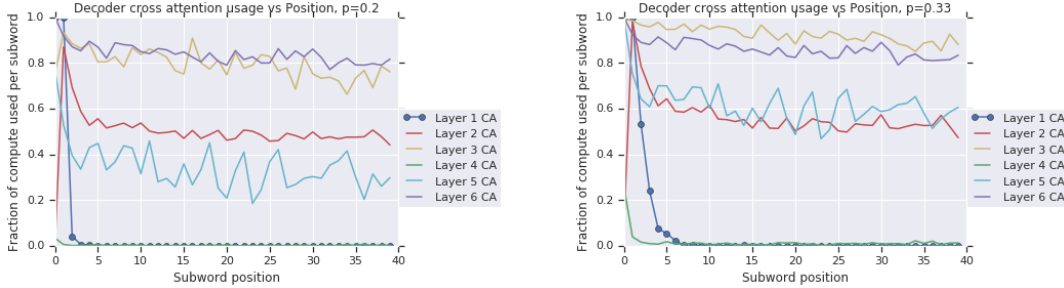 Decoder cross attention usage vs Position, p=0.2
Fraction of compute used per subword
1.0
0.8
0.6
0.4
0.2
0.0
0 5 10 15 20 25 30 35 40
Subword position
Layer 1 CA
Layer 2 CA
Layer 3 CA
Layer 4 CA
Layer 5 CA
Layer 6 CA
Decoder cross attention usage vs Position, p=0.33
Fraction of compute used per subword
1.0
0.8
0.6
0.4
0.2
0.0
0 5 10 15 20 25 30 35 40
Subword position
Layer 1 CA
Layer 2 CA
Layer 3 CA
Layer 4 CA
Layer 5 CA
Layer 6 CA